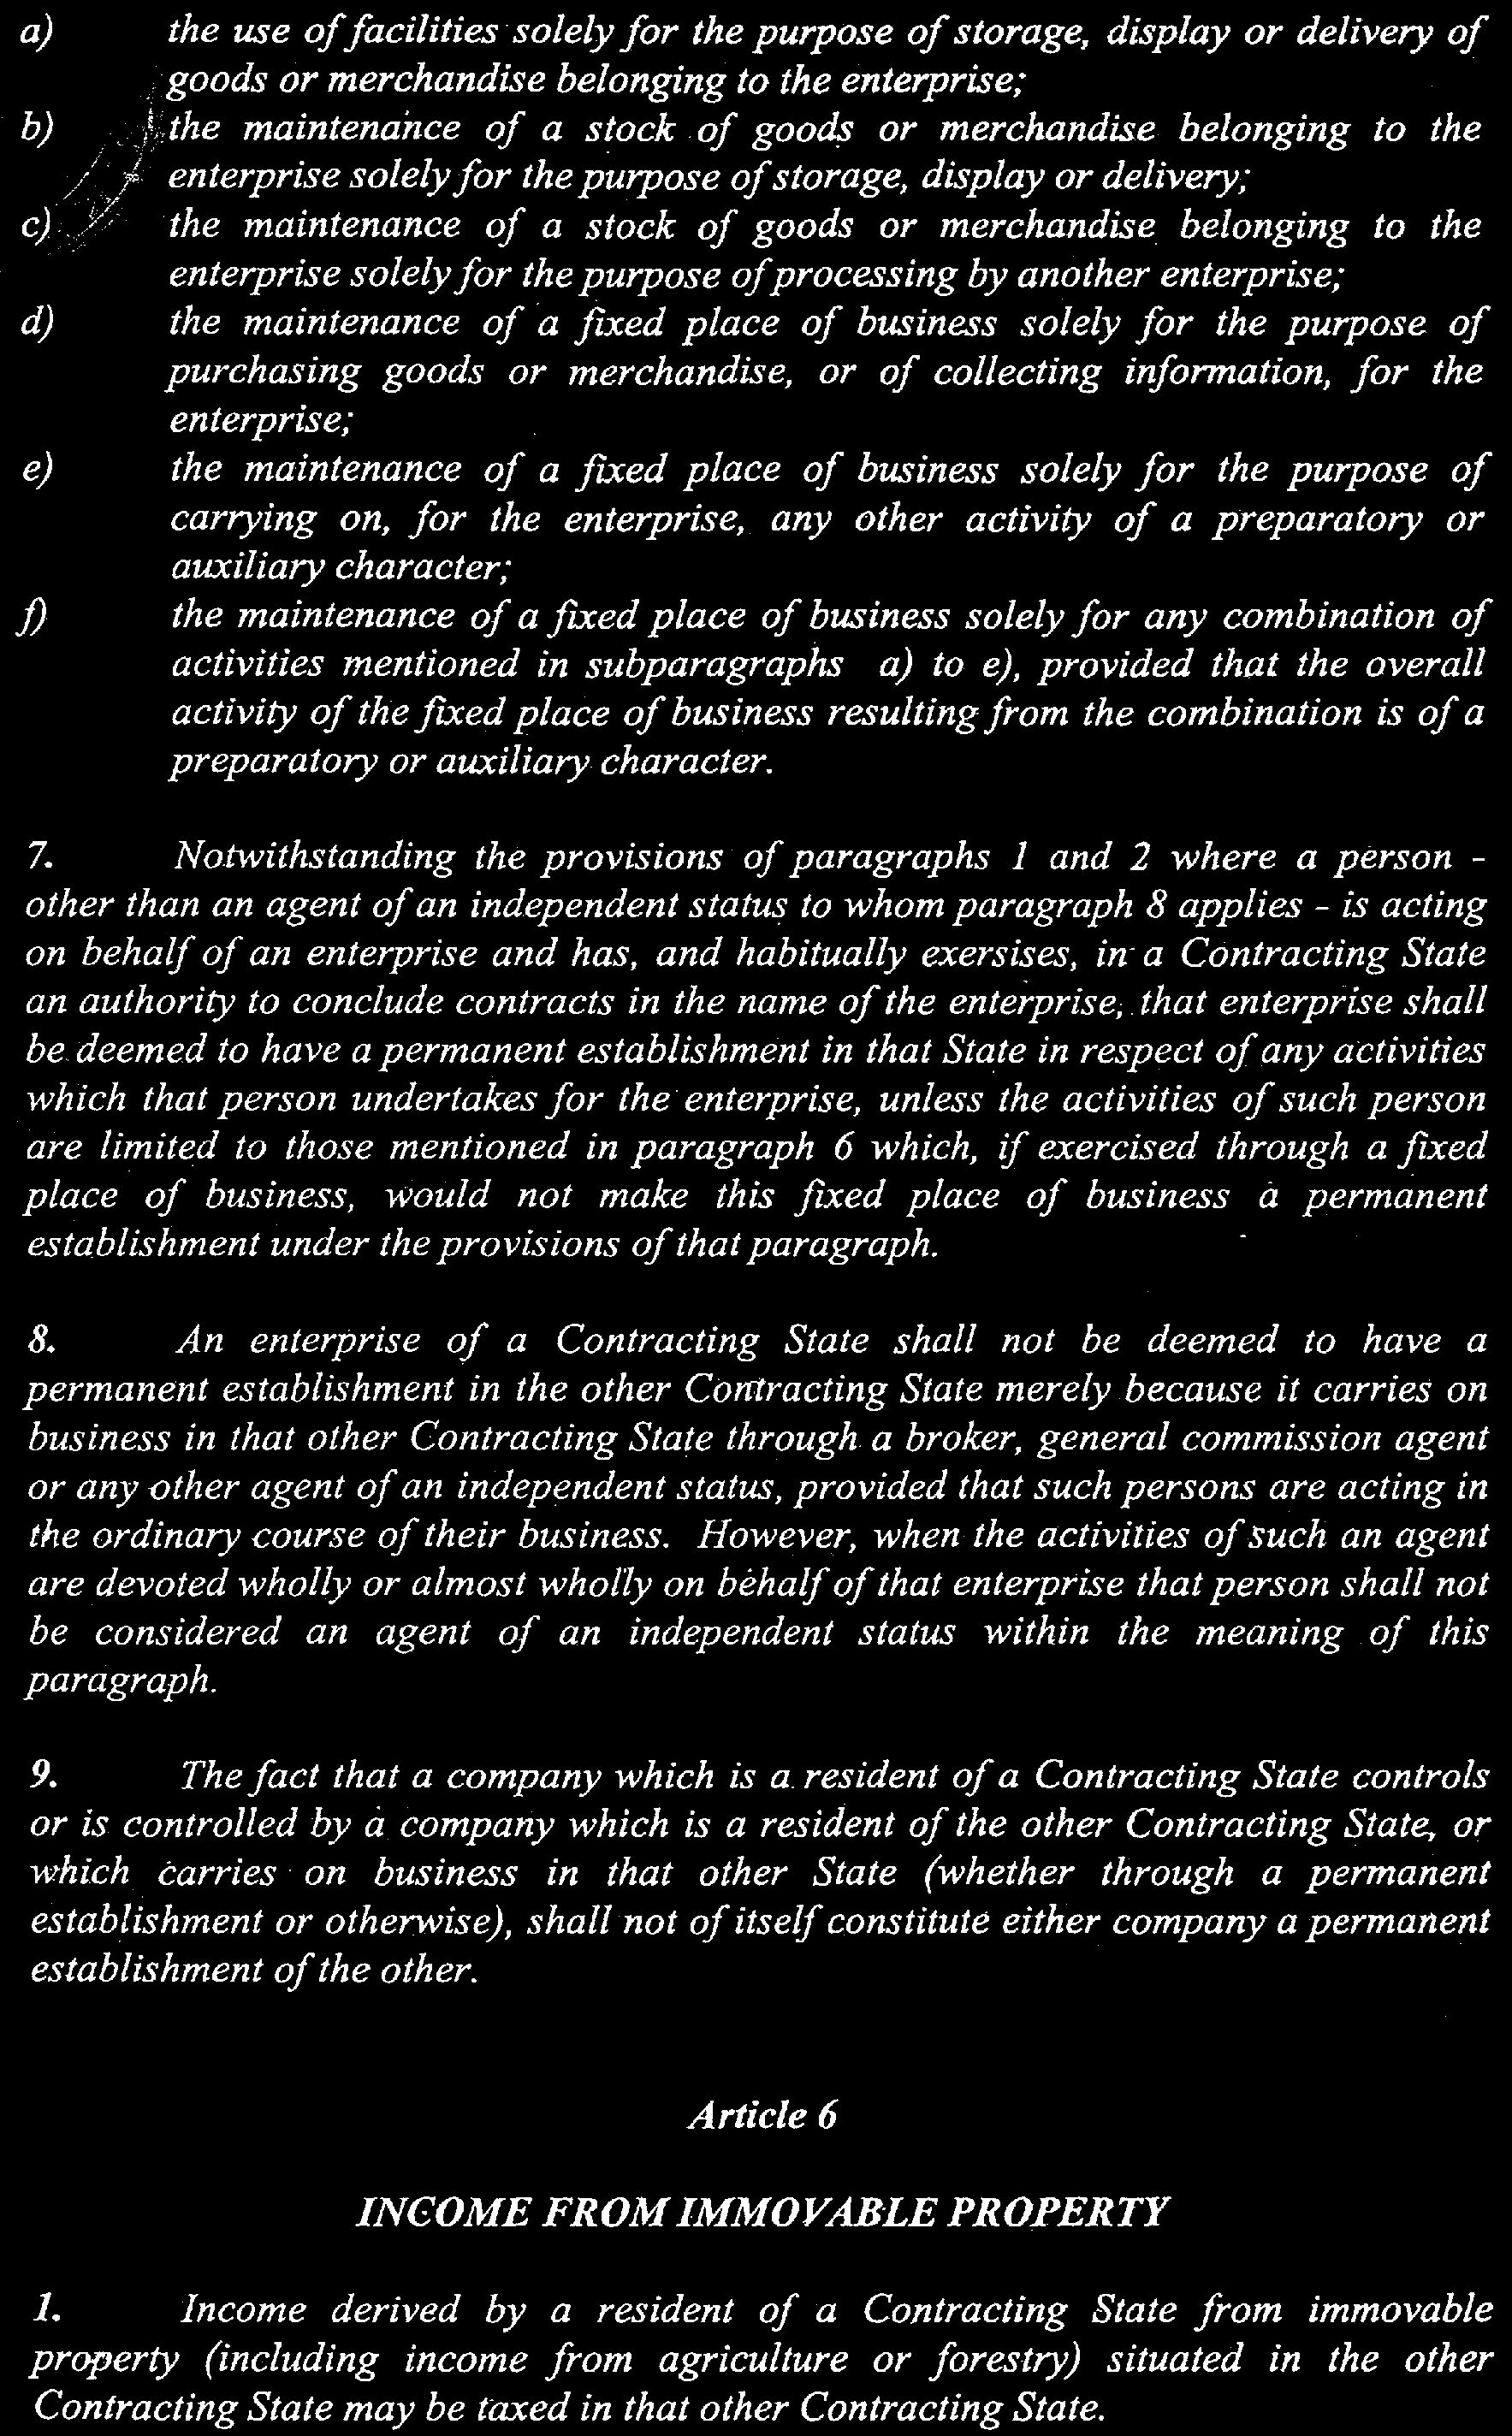 a) the use of facilities solely for the purpose of storage, display or delivery of
goods or merchandise belonging to the enterprise;
b) the maintenance of a stock of goods or merchandise belonging to the
enterprise solely for the purpose of storage, display or delivery;
c) the maintenance of a stock of goods or merchandise belonging to the
enterprise solely for the purpose of processing by another enterprise;
d) the maintenance of a fixed place of business solely for the purpose of
purchasing goods or merchandise, or of collecting information, for the
enterprise;
e) the maintenance of a fixed place of business solely for the purpose of
carrying on, for the enterprise, any other activity of a preparatory or
auxiliary character;
f) the maintenance of a fixed place of business solely for any combination of
activities mentioned in subparagraphs a) to e), provided that the overall
activity of the fixed place of business resulting from the combination is of a
preparatory or auxiliary character.
7. Notwithstanding the provisions of paragraphs 1 and 2 where a person -
other than an agent of an independent status to whom paragraph 8 applies - is acting
on behalf of an enterprise and has, and habitually exersises, in a Contracting State
an authority to conclude contracts in the name of the enterprise, that enterprise shall
be deemed to have a permanent establishment in that State in respect of any activities
which that person undertakes for the enterprise, unless the activities of such person
are limited to those mentioned in paragraph 6 which, if exercised through a fixed
place of business, would not make this fixed place of business a permanent
establishment under the provisions of that paragraph.
8. An enterprise of a Contracting State shall not be deemed to have a
permanent establishment in the other Contracting State merely because it carries on
business in that other Contracting State through a broker, general commission agent
or any other agent of an independent status, provided that such persons are acting in
the ordinary course of their business. However, when the activities of such an agent
are devoted wholly or almost wholly on behalf of that enterprise that person shall not
be considered an agent of an independent status within the meaning of this
paragraph.
9. The fact that a company which is a resident of a Contracting State controls
or is controlled by a company which is a resident of the other Contracting State, or
which carries on business in that other State (whether through a permanent
establishment or otherwise), shall not of itself constitute either company a permanent
establishment of the other.
Article 6
INCOME FROM IMMOVABLE PROPERTY
1. Income derived by a resident of a Contracting State from immovable
property (including income from agriculture or forestry) situated in the other
Contracting State may be taxed in that other Contracting State.